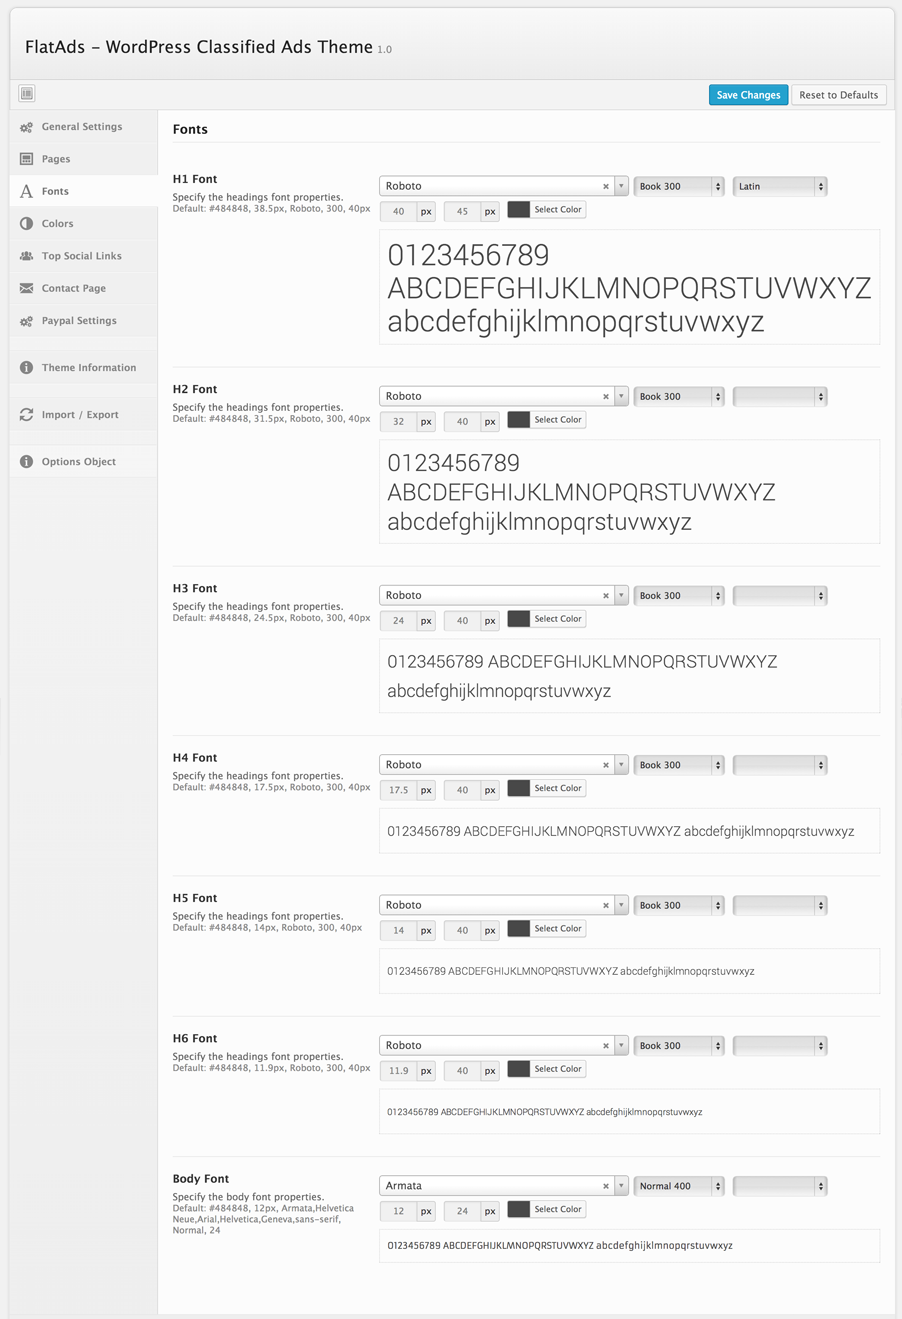 FlatAds – WordPress Classified Ads Theme 1.0
Save Changes Reset to Defaults
General Settings
Pages
Fonts
Colors
Top Social Links
Contact Page
Paypal Settings
Theme Information
Import / Export
Options Object
Fonts
H1 Font
Specify the headings font properties.
Default: #484848, 38.5px, Roboto, 300, 40px
Roboto × Book 300 Latin
40 px 45 px Select Color
0123456789
ABCDEFGHIJKLMNOPQRSTUVWXYZ
abcdefghijklmnopqrstuvwxyz
H2 Font
Specify the headings font properties.
Default: #484848, 31.5px, Roboto, 300, 40px
Roboto × Book 300
32 px 40 px Select Color
0123456789
ABCDEFGHIJKLMNOPQRSTUVWXYZ
abcdefghijklmnopqrstuvwxyz
H3 Font
Specify the headings font properties.
Default: #484848, 24.5px, Roboto, 300, 40px
Roboto × Book 300
24 px 40 px Select Color
0123456789 ABCDEFGHIJKLMNOPQRSTUVWXYZ
abcdefghijklmnopqrstuvwxyz
H4 Font
Specify the headings font properties.
Default: #484848, 17.5px, Roboto, 300, 40px
Roboto × Book 300
17.5 px 40 px Select Color
0123456789 ABCDEFGHIJKLMNOPQRSTUVWXYZ abcdefghijklmnopqrstuvwxyz
H5 Font
Specify the headings font properties.
Default: #484848, 14px, Roboto, 300, 40px
Roboto × Book 300
14 px 40 px Select Color
0123456789 ABCDEFGHIJKLMNOPQRSTUVWXYZ abcdefghijklmnopqrstuvwxyz
H6 Font
Specify the headings font properties.
Default: #484848, 11.9px, Roboto, 300, 40px
Roboto × Book 300
11.9 px 40 px Select Color
0123456789 ABCDEFGHIJKLMNOPQRSTUVWXYZ abcdefghijklmnopqrstuvwxyz
Body Font
Specify the body font properties.
Default: #484848, 12px, Armata,Helvetica
Neue,Arial,Helvetica,Geneva,sans-serif,
Normal, 24
Armata × Normal 400
12 px 24 px Select Color
0123456789 ABCDEFGHIJKLMNOPQRSTUVWXYZ abcdefghijklmnopqrstuvwxyz